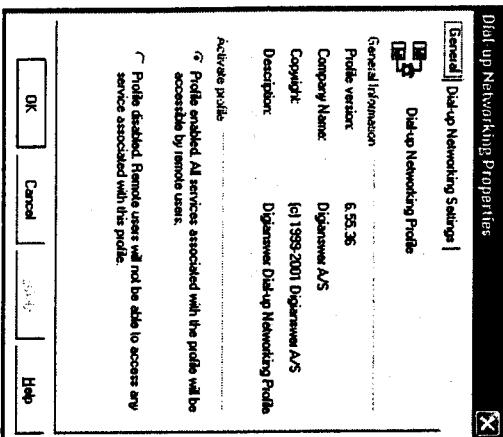 Dial-up Networking Properties
General Dial-up Networking Settings
Dial-up Networking Profile
General Information
Profile version: 6.55.36
Company Name: Digianswer A/S
Copyright: (c) 1999-2001 Digianswer A/S
Description: Digianswer Dial-up Networking Profile
Activate profile
Profile enabled. All services associated with the profile will be
accessible by remote users.
Profile disabled. Remote users will not be able to access any
service associated with this profile.
OK Cancel Help